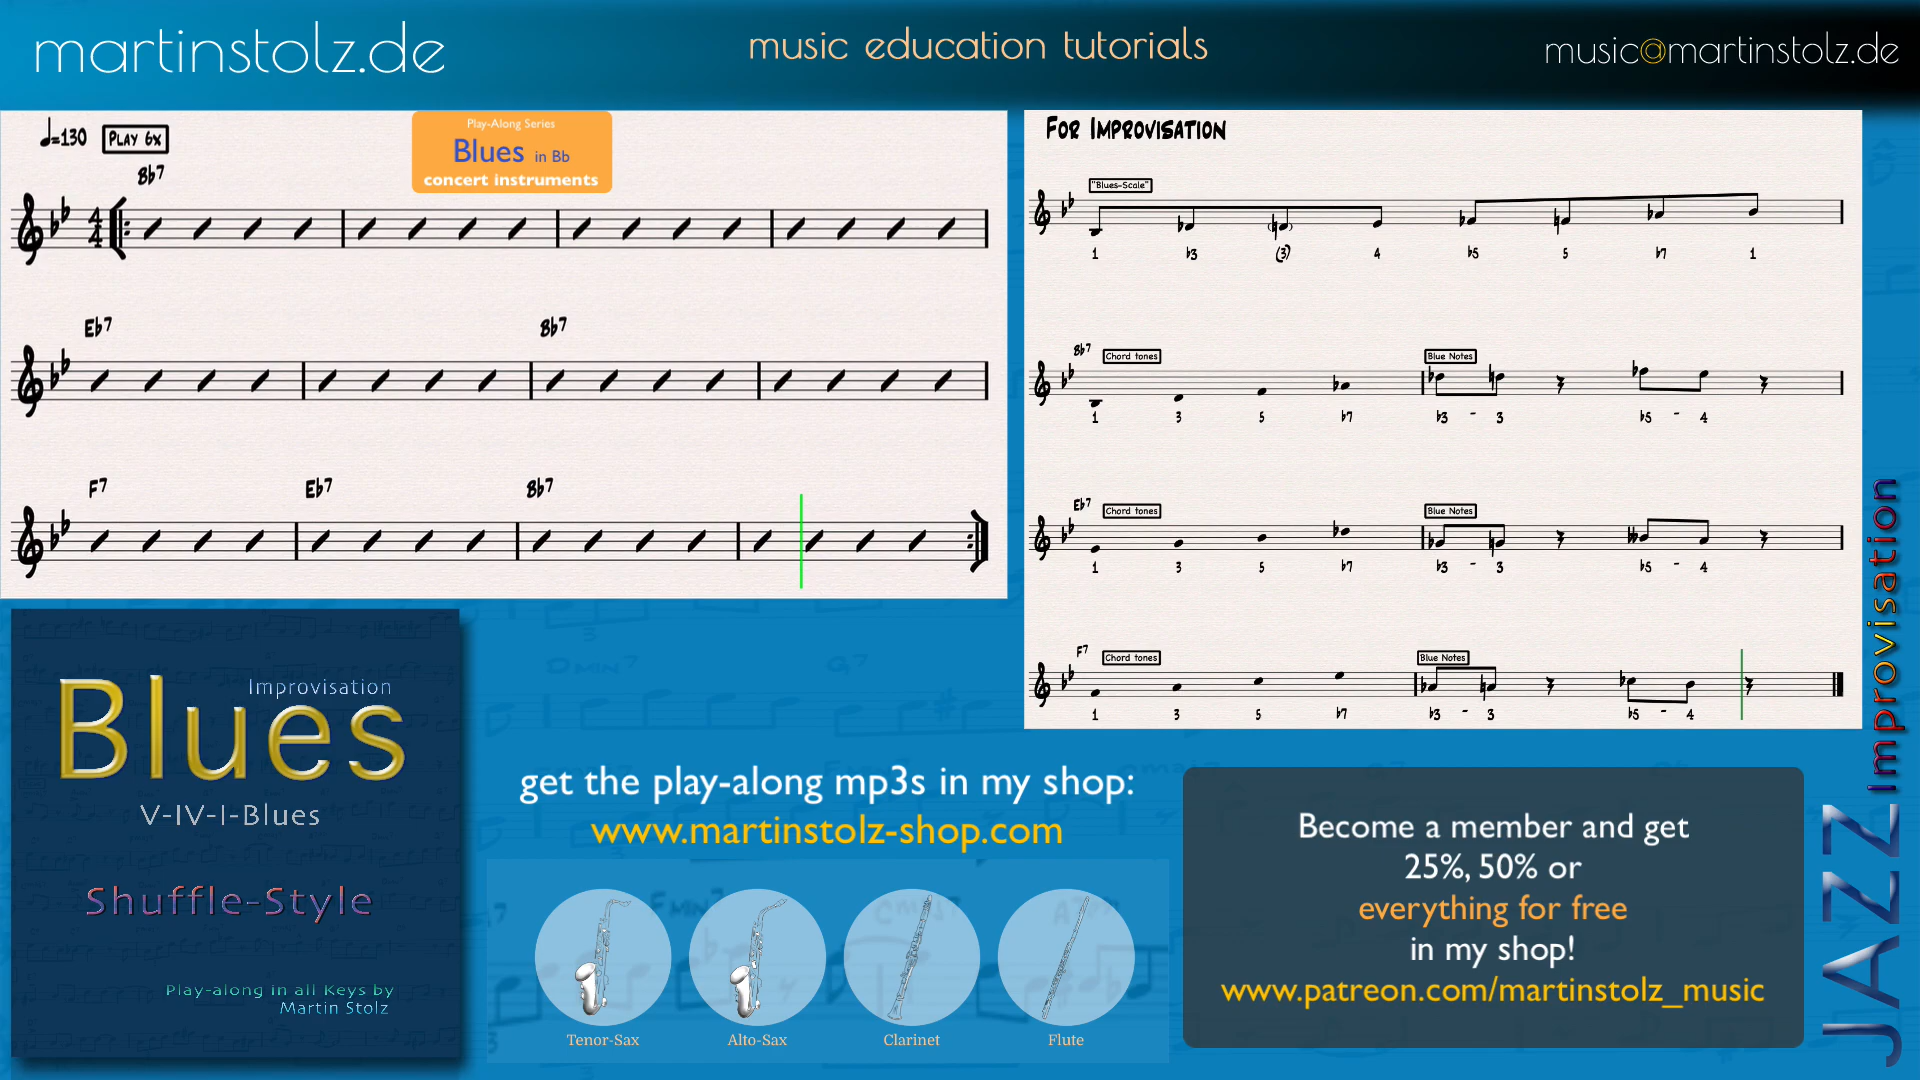 martinstolz.de
music education tutorials
music@martinstolz.de
♩=130 PLAY 6X
Play-Along Series
Blues in Bb
concert instruments
B♭7
E♭7 B♭7
F7 E♭7 B♭7
FOR IMPROVISATION
"Blues-Scale"
1 ♭3 (3) 4 ♭5 5 ♭7 1
B♭7 Chord tones Blue Notes
1 3 5 ♭7 ♭3 - 3 ♭5 - 4
E♭7 Chord tones Blue Notes
1 3 5 ♭7 ♭3 - 3 ♭5 - 4
F7 Chord tones Blue Notes
1 3 5 ♭7 ♭3 - 3 ♭5 - 4
JAZZ Improvisation
Improvisation
Blues
V-IV-I-Blues
Shuffle-Style
Play-along in all Keys by
Martin Stolz
get the play-along mp3s in my shop:
www.martinstolz-shop.com
Tenor-Sax Alto-Sax Clarinet Flute
Become a member and get
25%, 50% or
everything for free
in my shop!
www.patreon.com/martinstolz_music